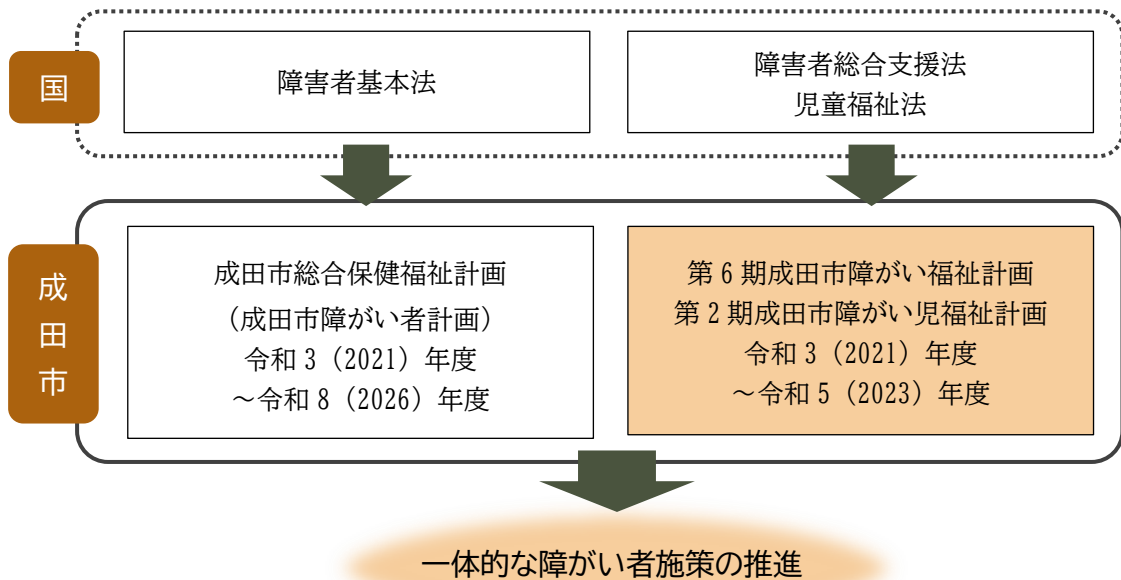 国
障害者基本法
障害者総合支援法
児童福祉法
成田市
成田市総合保健福祉計画
（成田市障がい者計画）
令和3（2021）年度
～令和8（2026）年度
第6期成田市障がい福祉計画
第2期成田市障がい児福祉計画
令和3（2021）年度
～令和5（2023）年度
一体的な障がい者施策の推進